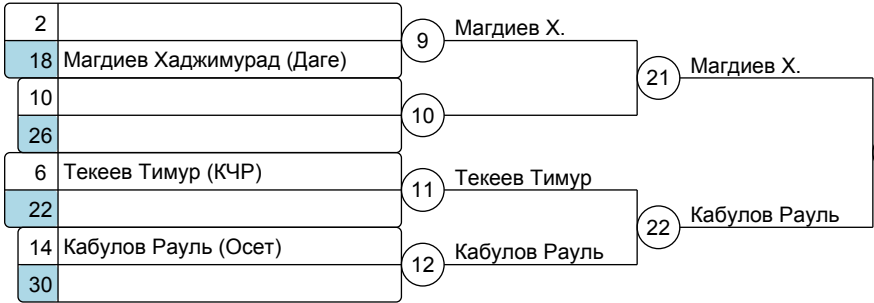 2
9
Магдиев Х.
18 Магдиев Хаджимурад (Даге)
21
Магдиев Х.
10
10
26
6 Текеев Тимур (КЧР)
11
Текеев Тимур
22
22
Кабулов Рауль
14 Кабулов Рауль (Осет)
12
Кабулов Рауль
30